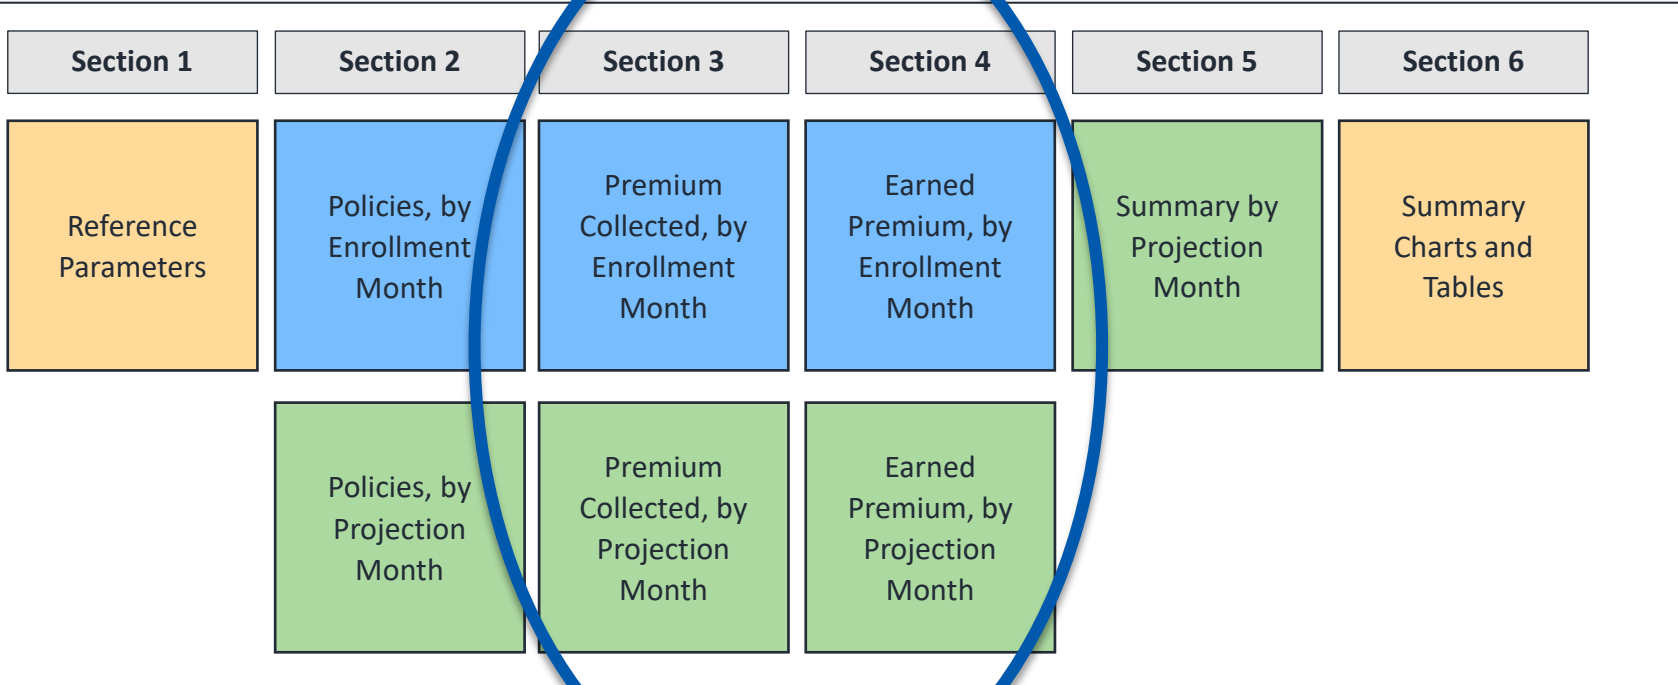 Section 1
Section 2
Section 3
Section 4
Section 5
Section 6
Reference
Parameters
Policies, by
Enrollment
Month
Premium
Collected, by
Enrollment
Month
Earned
Premium, by
Enrollment
Month
Summary by
Projection
Month
Summary
Charts and
Tables
Policies, by
Projection
Month
Premium
Collected, by
Projection
Month
Earned
Premium, by
Projection
Month